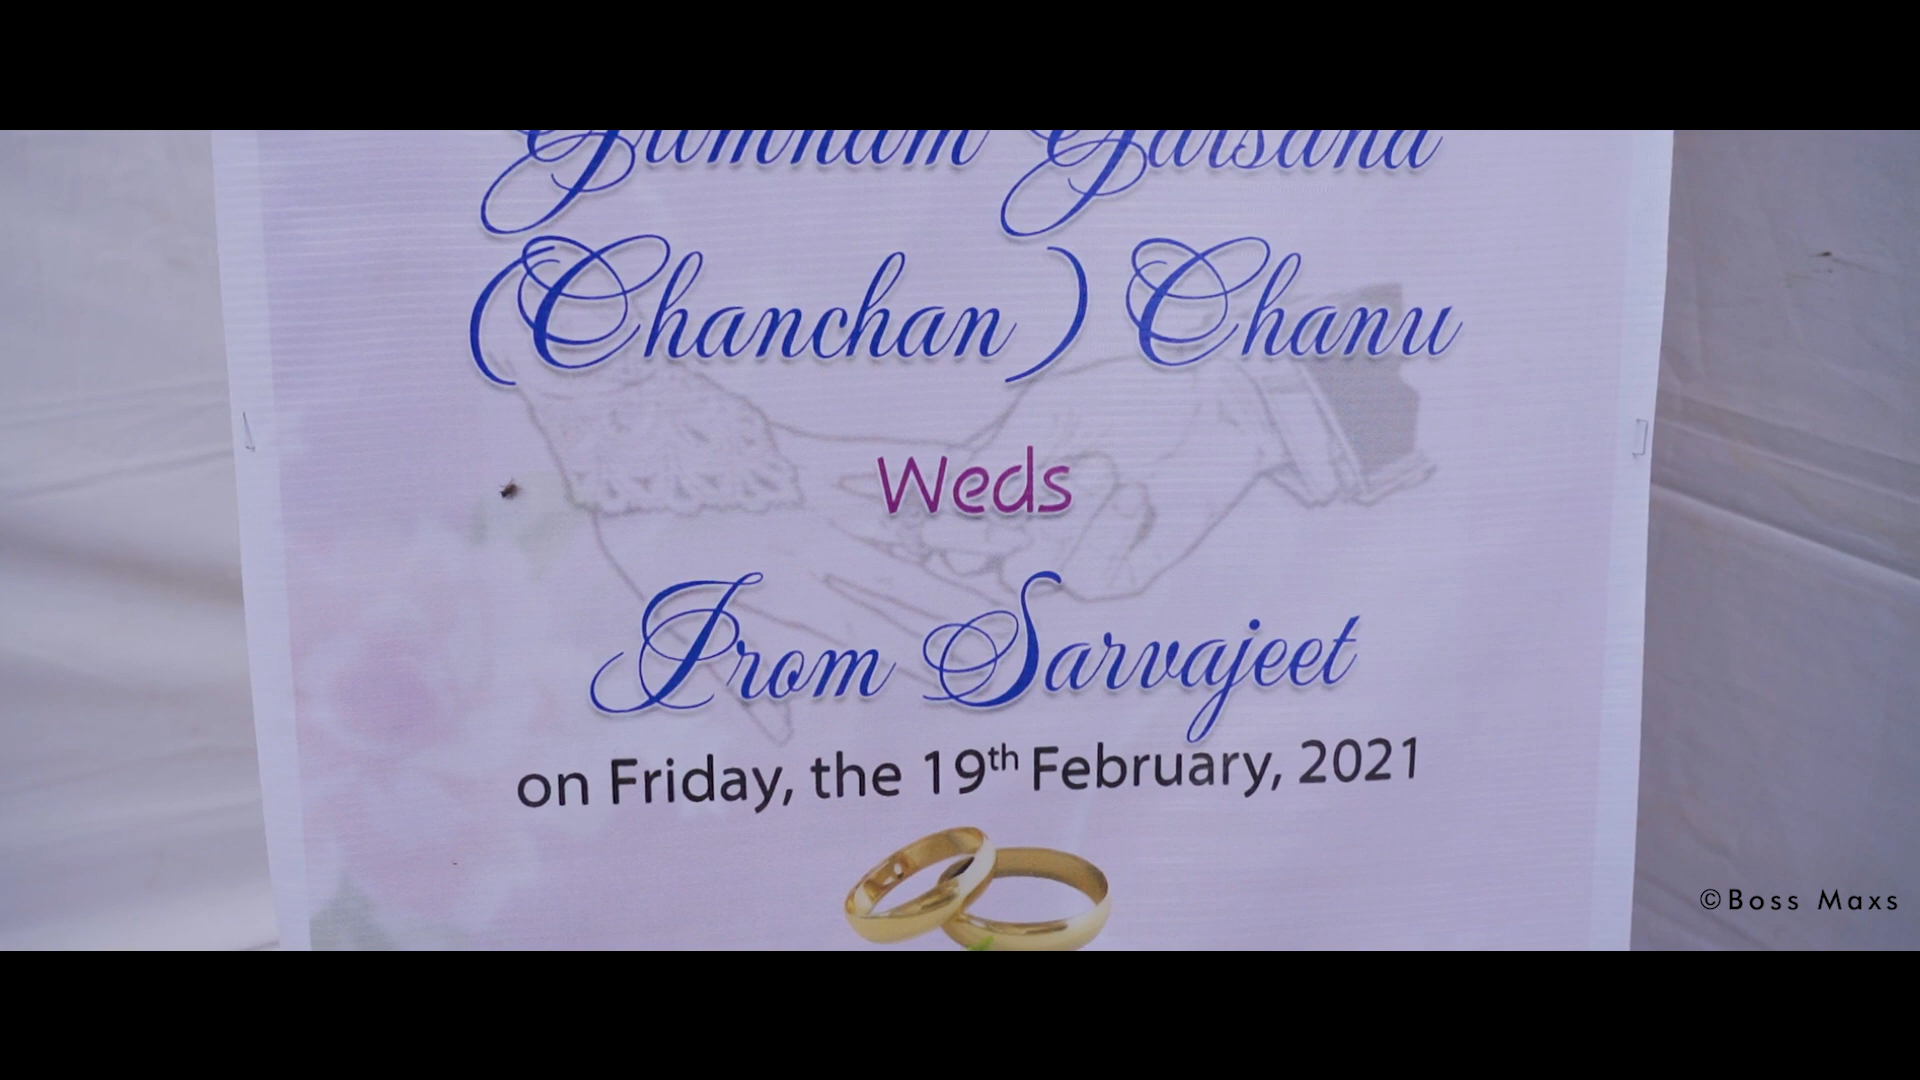 (Chanchan) Chanu
Weds
Irom Sarvajeet
on Friday, the 19th February, 2021
©Boss Maxs